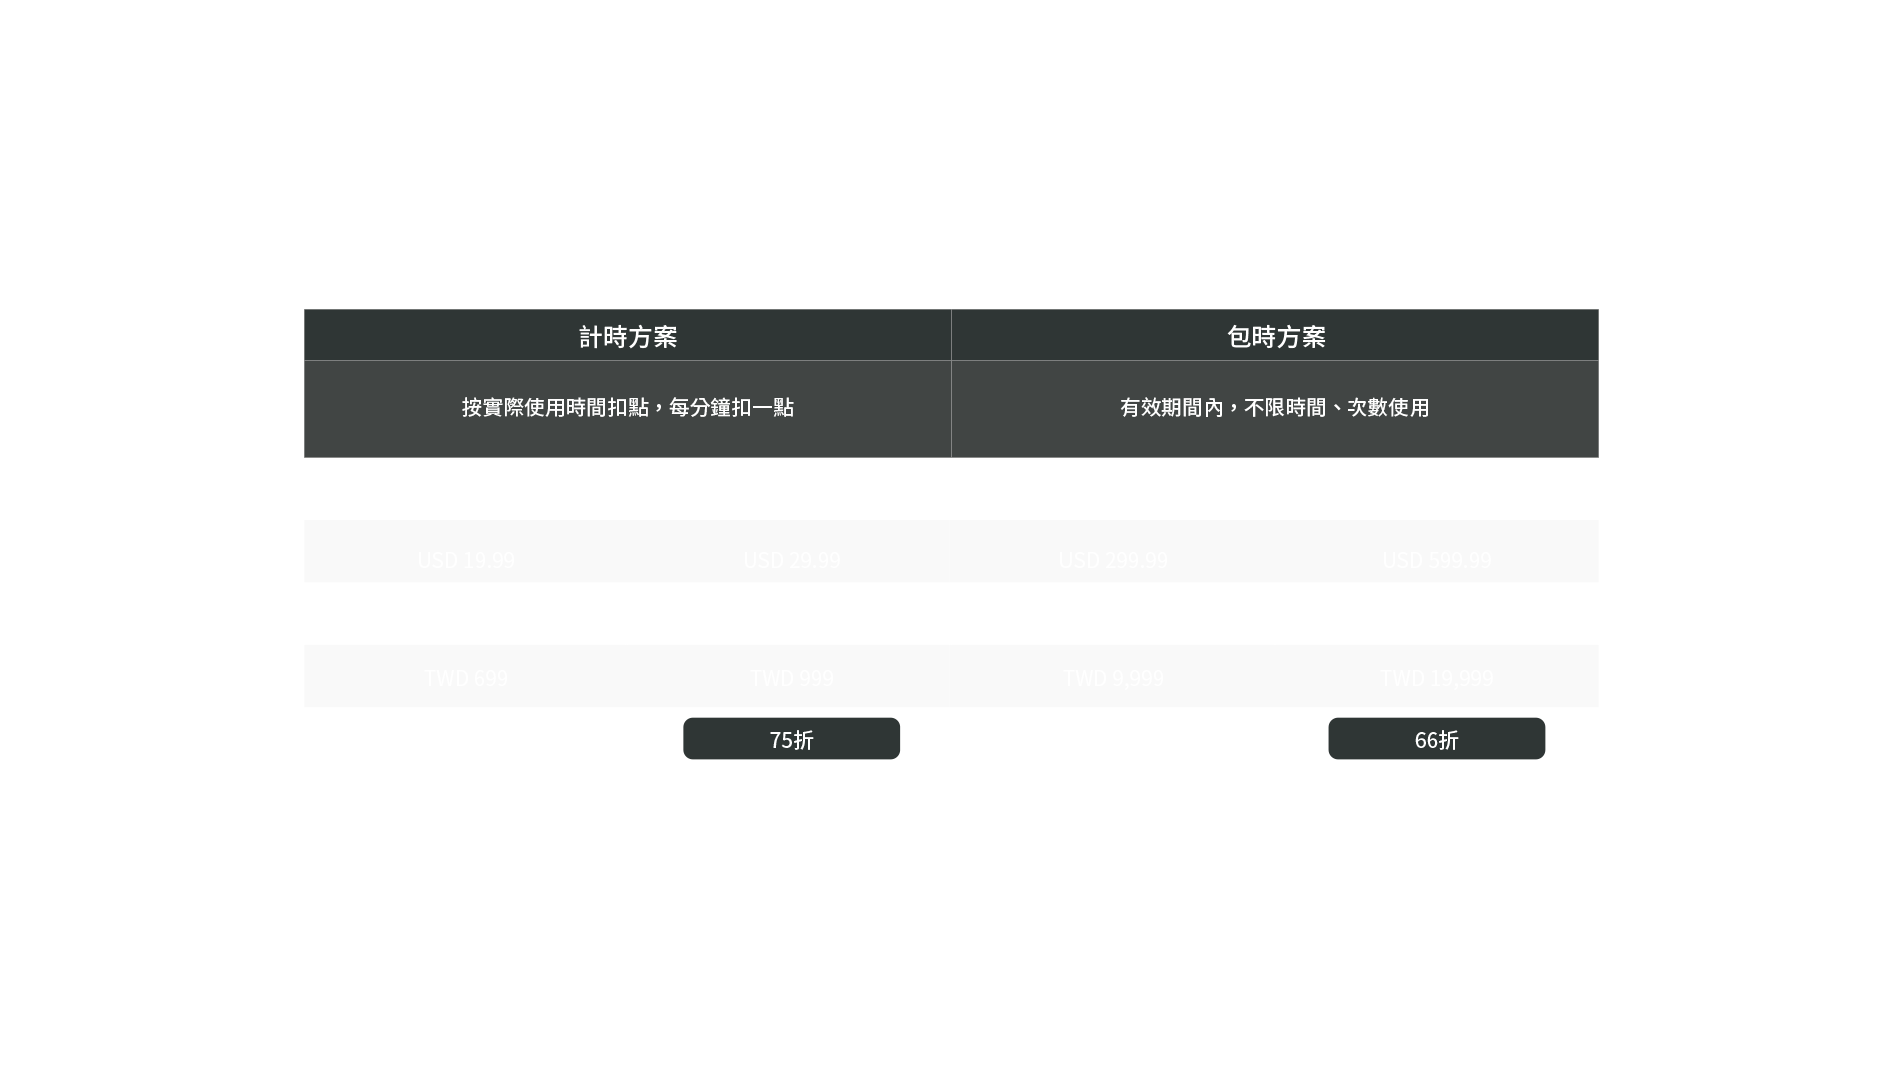 計時方案
包時方案
按實際使用時間扣點，每分鐘扣一點
有效期間內，不限時間、次數使用
USD 19.99
USD 29.99
USD 299.99
USD 599.99
TWD 699
TWD 999
TWD 9,999
TWD 19,999
75折
66折